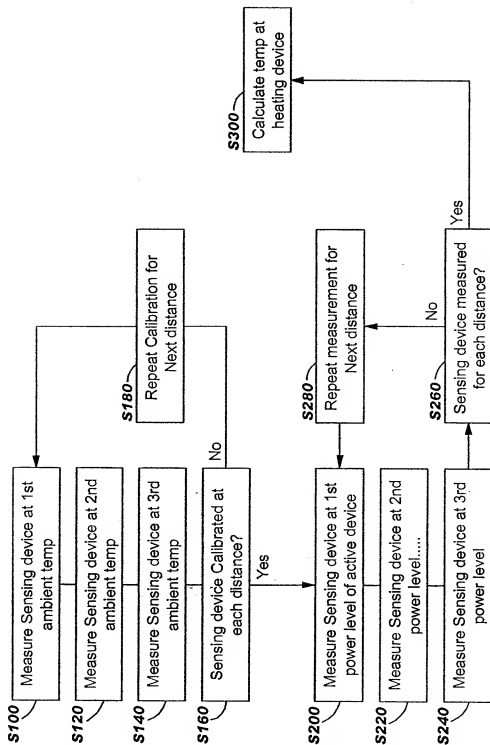 S100
Measure Sensing device at 1st
ambient temp
S120
Measure Sensing device at 2nd
ambient temp
S140
Measure Sensing device at 3rd
ambient temp
S160
Sensing device Calibrated at
each distance?
No
Yes
S180
Repeat Calibration for
Next distance
S200
Measure Sensing device at 1st
power level of active device
S220
Measure Sensing device at 2nd
power level.....
S240
Measure Sensing device at 3rd
power level
S260
Sensing device measured
for each distance?
No
Yes
S280
Repeat measurement for
Next distance
S300
Calculate temp at
heating device